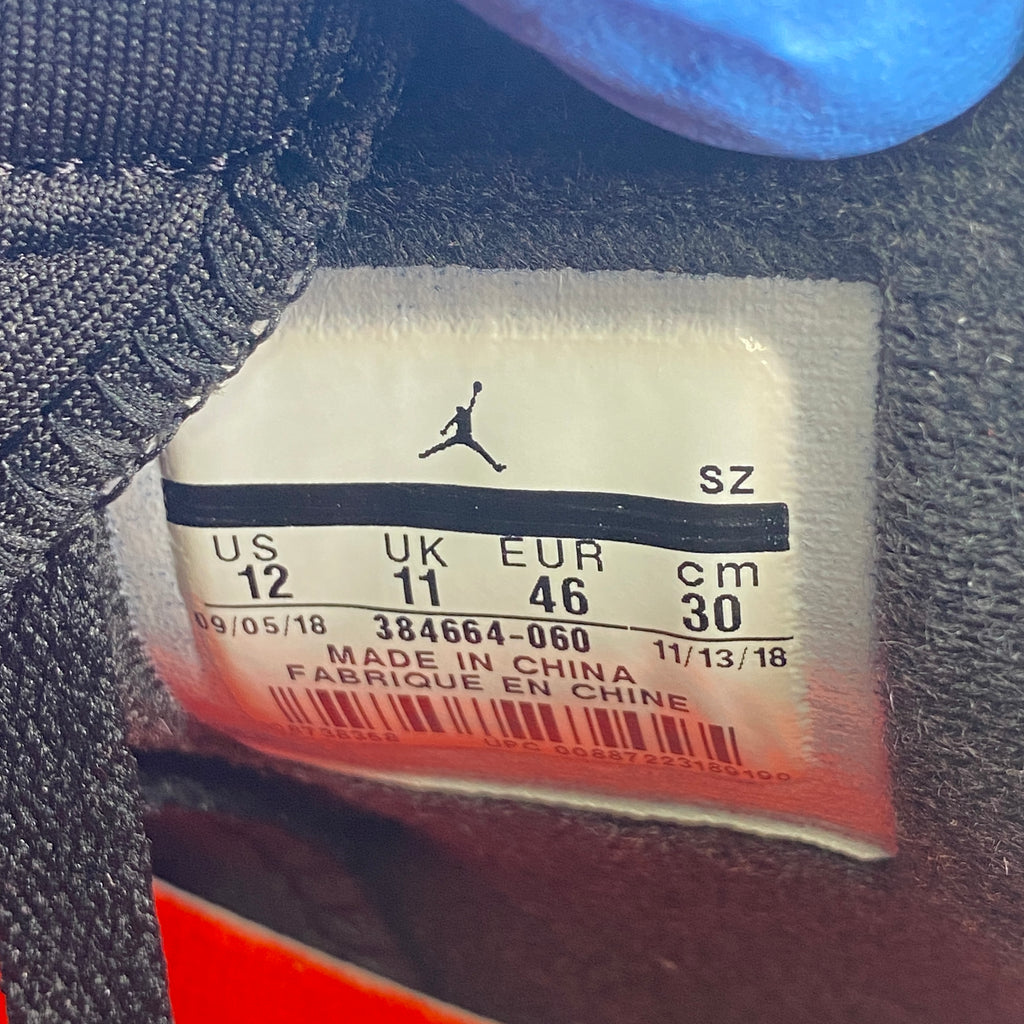 SZ
US UK EUR cm
12 11 46 30
09/05/18 384664-060 11/13/18
MADE IN CHINA
FABRIQUE EN CHINE
UPC